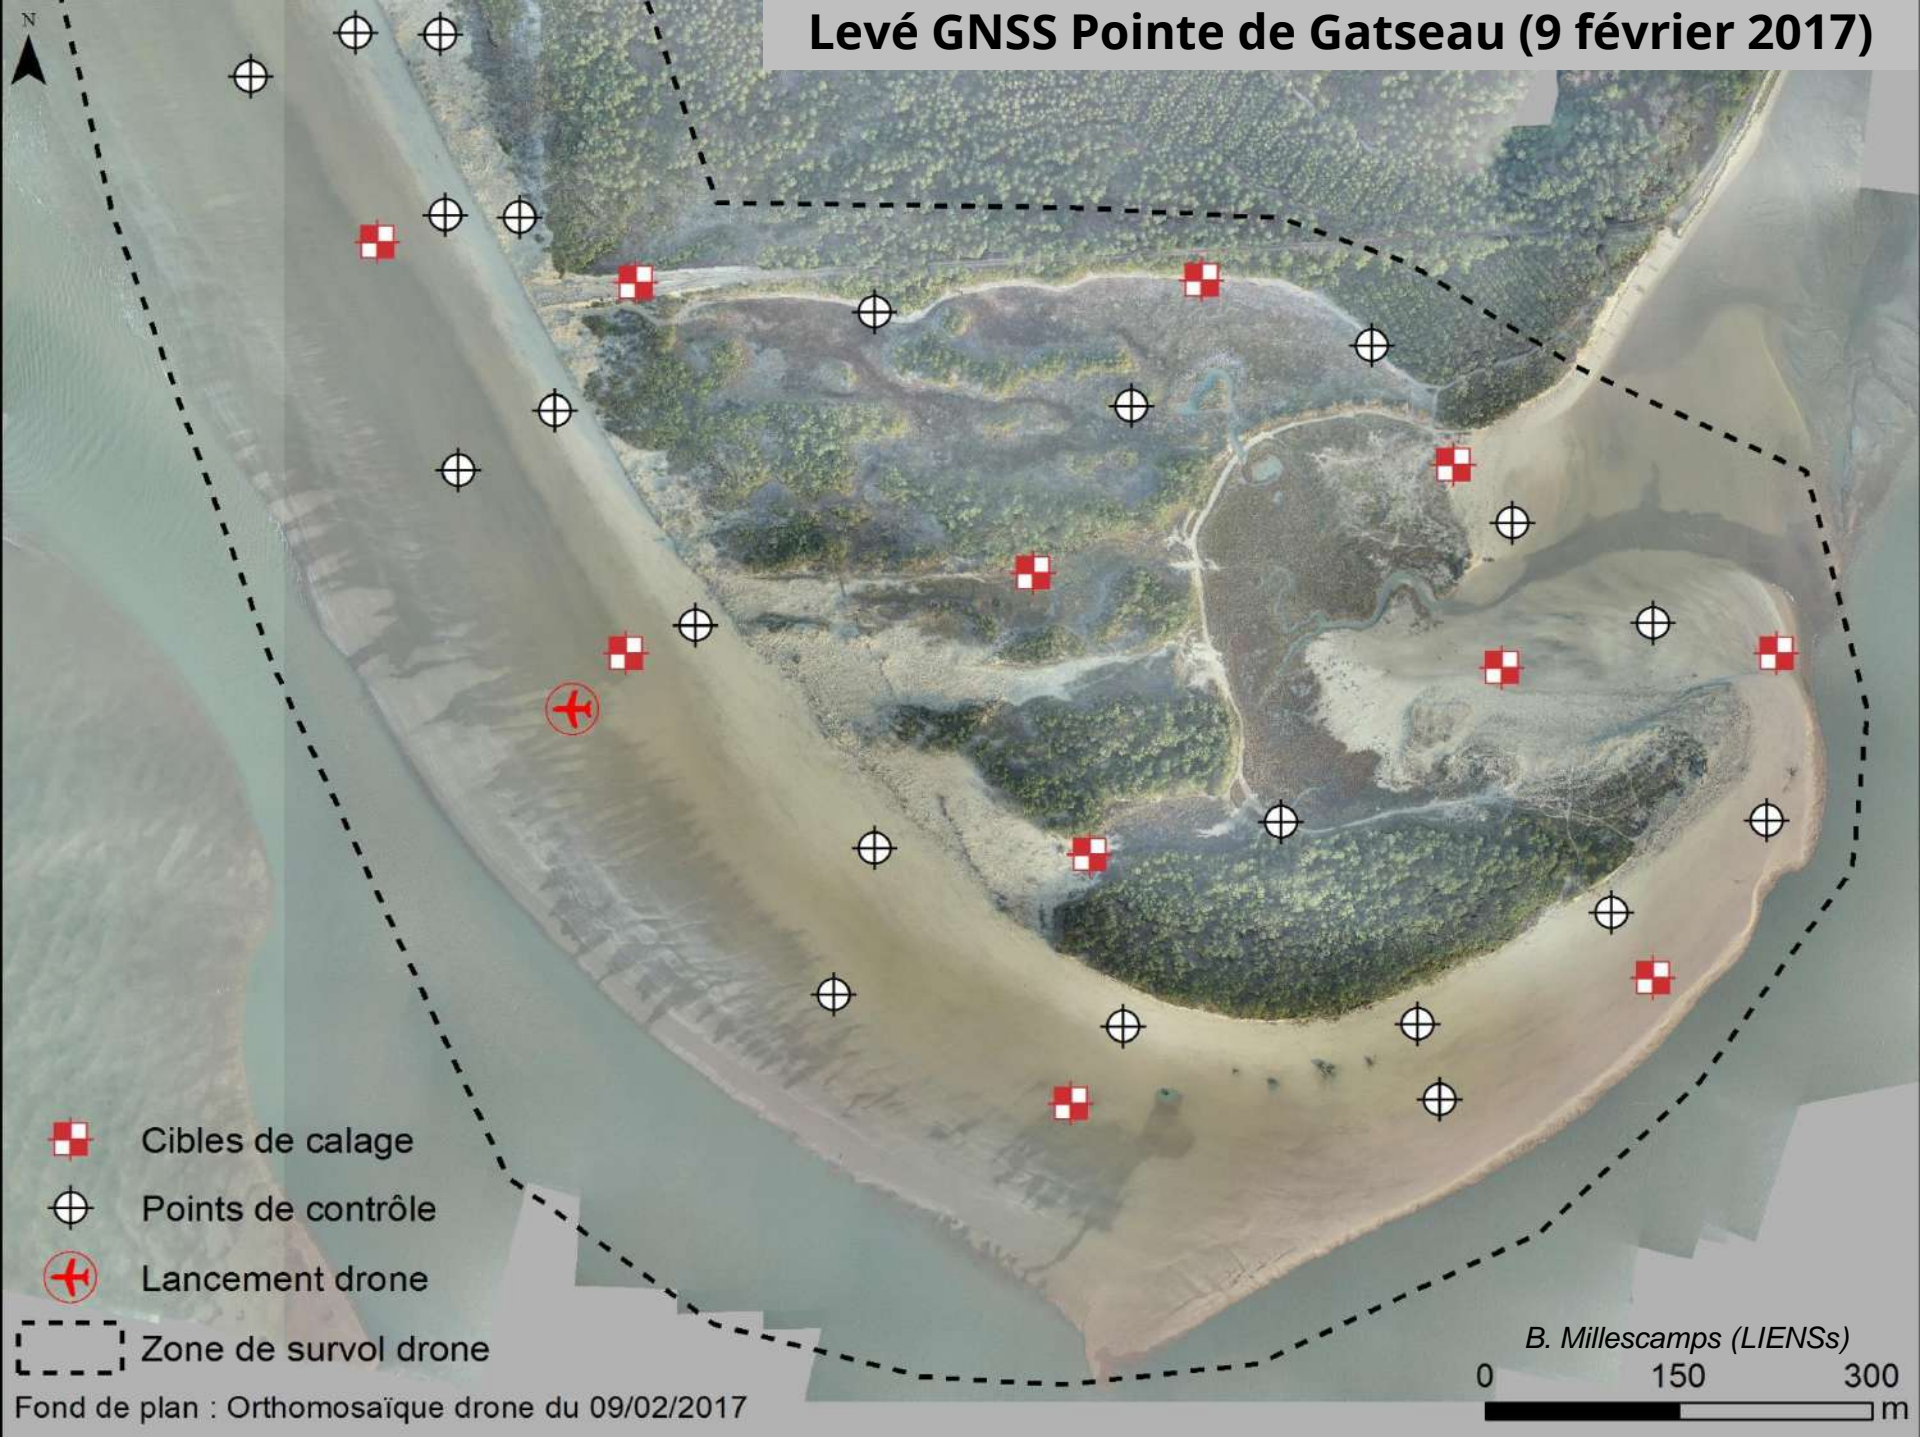 Levé GNSS Pointe de Gatseau (9 février 2017)
N
Cibles de calage
Points de contrôle
Lancement drone
Zone de survol drone
Fond de plan : Orthomosaïque drone du 09/02/2017
B. Millescamps (LIENSs)
0 150 300
m